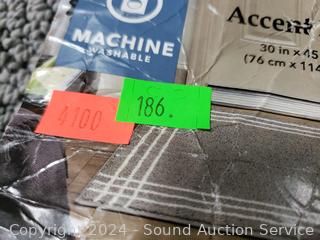 MACHINE
WASHABLE
Accent
30 in x 45
(76 cm x 114
4100
186.
Copyright © 2024 - Sound Auction Service